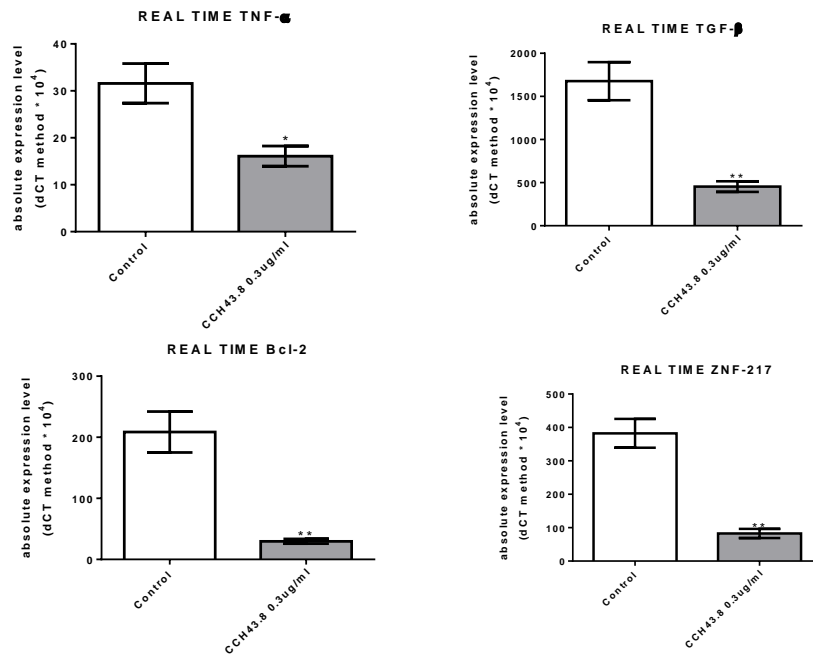 REAL TIME TNF-α
absolute expression level
(dCT method * 10^4)
40
30
20
10
0
*
Control
CCH43.8 0.3ug/ml
REAL TIME TGF-β
absolute expression level
(dCT method * 10^4)
2000
1500
1000
500
0
**
Control
CCH43.8 0.3ug/ml
REAL TIME Bcl-2
absolute expression level
(dCT method * 10^4)
300
200
100
0
**
Control
CCH43.8 0.3ug/ml
REAL TIME ZNF-217
absolute expression level
(dCT method * 10^4)
500
400
300
200
100
0
**
Control
CCH43.8 0.3ug/ml